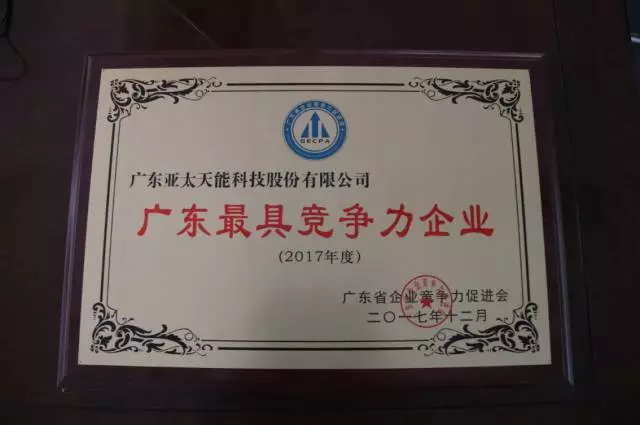 GECPA
广东亚太天能科技股份有限公司
广东最具竞争力企业
(2017年度)
广东省企业竞争力促进会
二〇一七年十二月